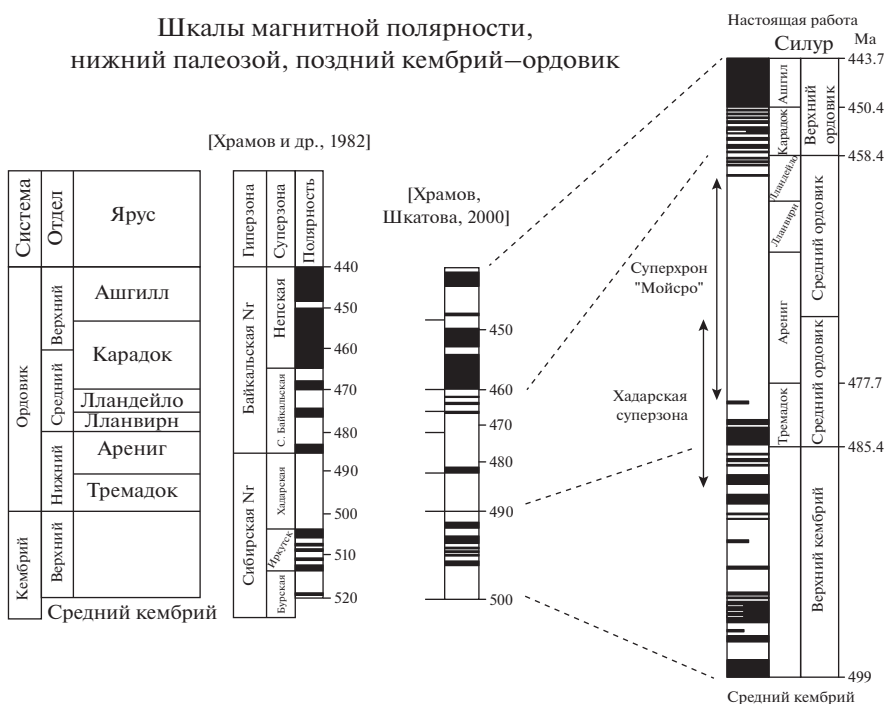 Шкалы магнитной полярности,
нижний палеозой, поздний кембрий–ордовик
Система
Отдел
Ярус
Ордовик
Кембрий
Верхний
Средний
Нижний
Верхний
Ашгилл
Карадок
Лландейло
Лланвирн
Арениг
Тремадок
Средний кембрий
[Храмов и др., 1982]
Гиперзона
Суперзона
Полярность
Байкальская Nr
Сибирская Nr
Непская
С. Байкальская
Хадарская
Иркутск
Бурская
440
450
460
470
480
490
500
510
520
[Храмов,
Шкатова, 2000]
450
460
470
480
490
500
Настоящая работа
Силур
Ma
443.7
450.4
458.4
477.7
485.4
499
Ашгил
Карадок
Лландейло
Лланвирн
Арениг
Тремадок
Верхний
ордовик
Средний ордовик
Средний ордовик
Верхний кембрий
Суперхрон
"Мойеро"
Хадарская
суперзона
Средний кембрий